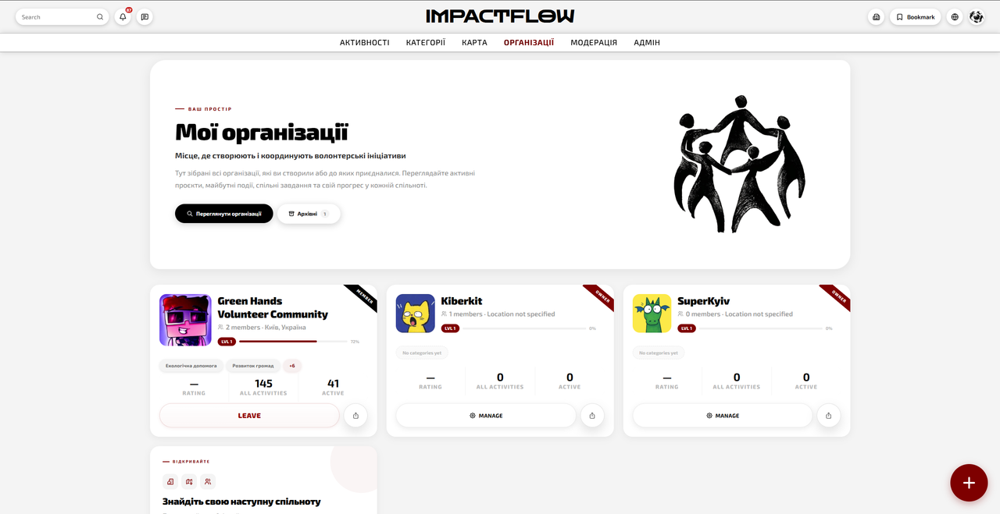 Search
87
IMPACTFLOW
Bookmark
АКТИВНОСТІ КАТЕГОРІЇ КАРТА ОРГАНІЗАЦІЇ МОДЕРАЦІЯ АДМІН
ВАШ ПРОСТІР
Мої організації
Місце, де створюють і координують волонтерські ініціативи
Тут зібрані всі організації, які ви створили або до яких приєдналися. Переглядайте активні
проєкти, майбутні події, спільні завдання та свій прогрес у кожній спільноті.
Переглянути організації
Архівні 1
MEMBER
Green Hands
Volunteer Community
2 members · Київ, Україна
LVL 1 72%
Екологічна допомога Розвиток громад +6
— 145 41
RATING ALL ACTIVITIES ACTIVE
LEAVE
OWNER
Kiberkit
1 members · Location not specified
LVL 1 0%
No categories yet
— 0 0
RATING ALL ACTIVITIES ACTIVE
MANAGE
OWNER
SuperKyiv
0 members · Location not specified
LVL 1 0%
No categories yet
— 0 0
RATING ALL ACTIVITIES ACTIVE
MANAGE
ВІДКРИВАЙТЕ
Знайдіть свою наступну спільноту